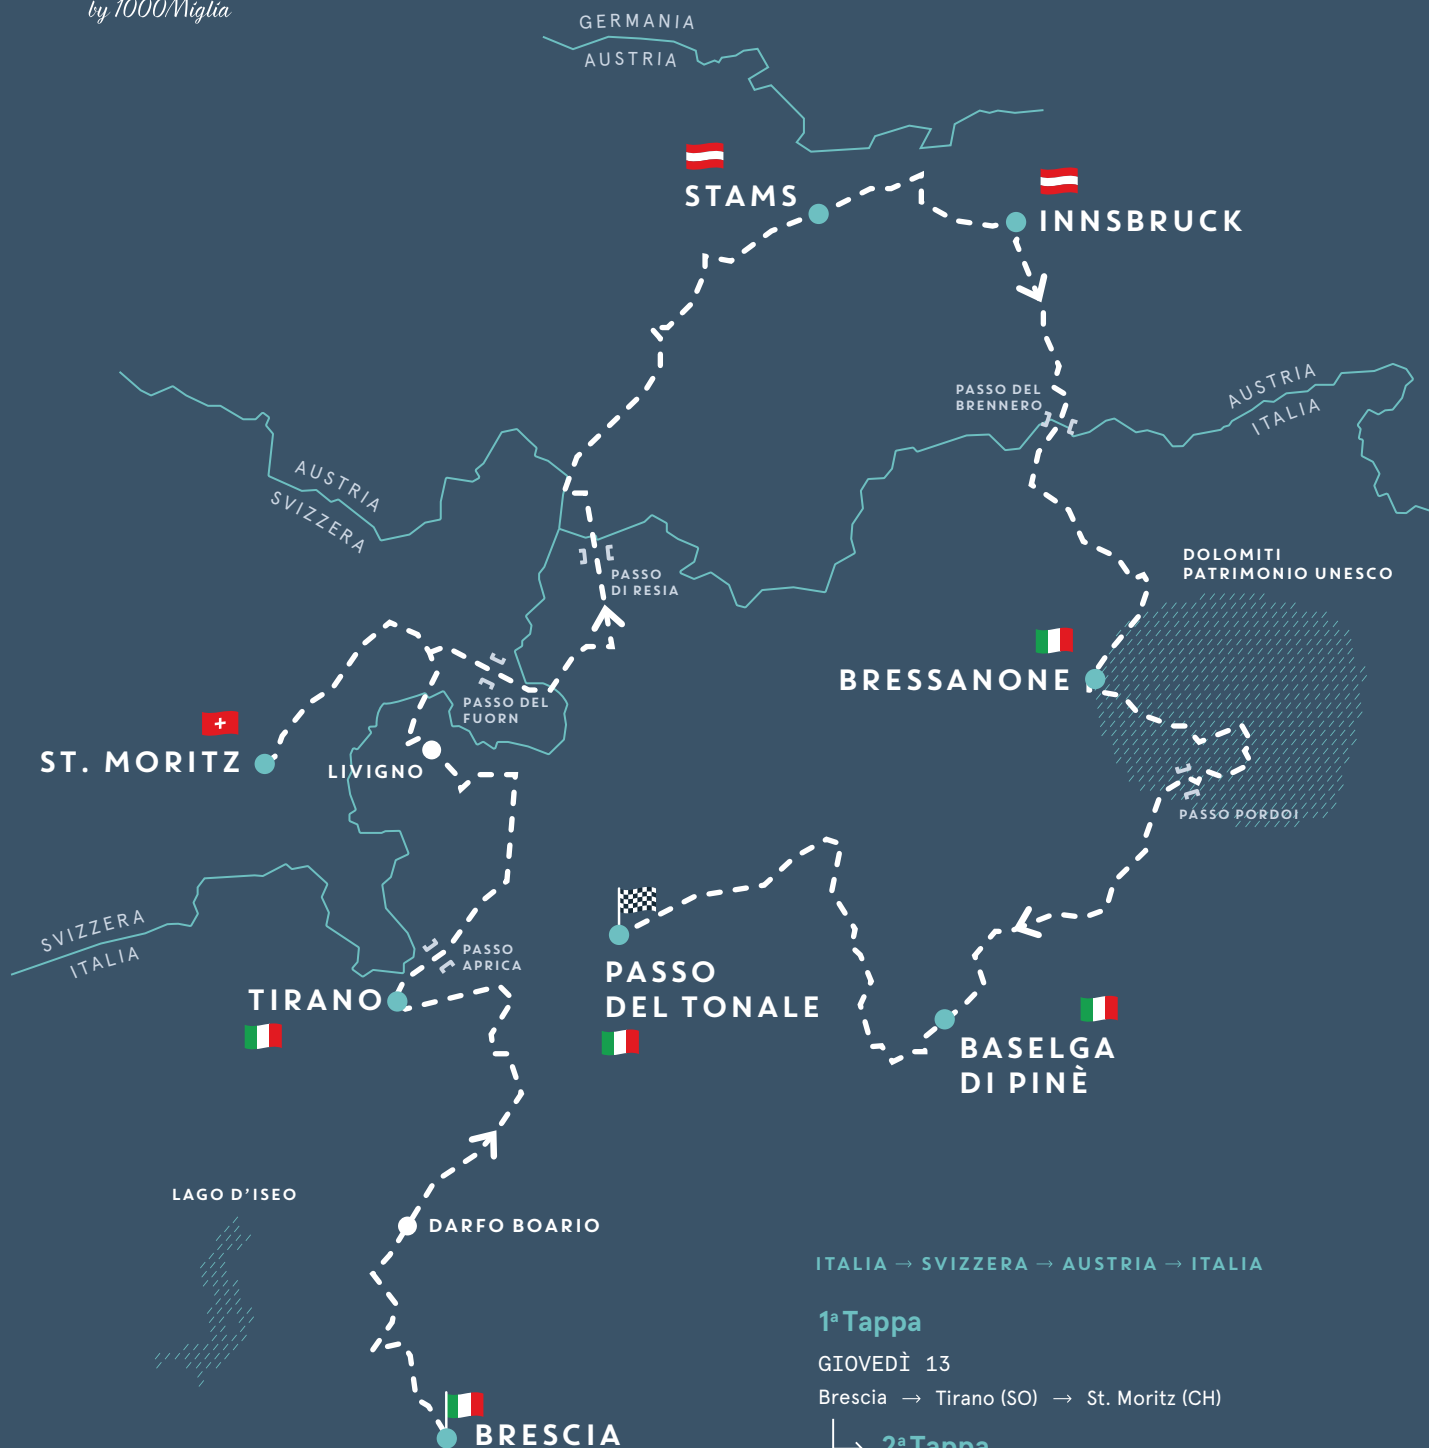 by 1000Miglia
GERMANIA
AUSTRIA
STAMS
INNSBRUCK
PASSO DEL
BRENNERO
AUSTRIA
ITALIA
AUSTRIA
SVIZZERA
PASSO
DI RESIA
DOLOMITI
PATRIMONIO UNESCO
BRESSANONE
PASSO DEL
FUORN
ST. MORITZ
LIVIGNO
PASSO PORDOI
SVIZZERA
ITALIA
PASSO
APRICA
TIRANO
PASSO
DEL TONALE
BASELGA
DI PINÈ
LAGO D'ISEO
DARFO BOARIO
BRESCIA
ITALIA → SVIZZERA → AUSTRIA → ITALIA
1ª Tappa
GIOVEDÌ 13
Brescia → Tirano (SO) → St. Moritz (CH)
2ª Tappa